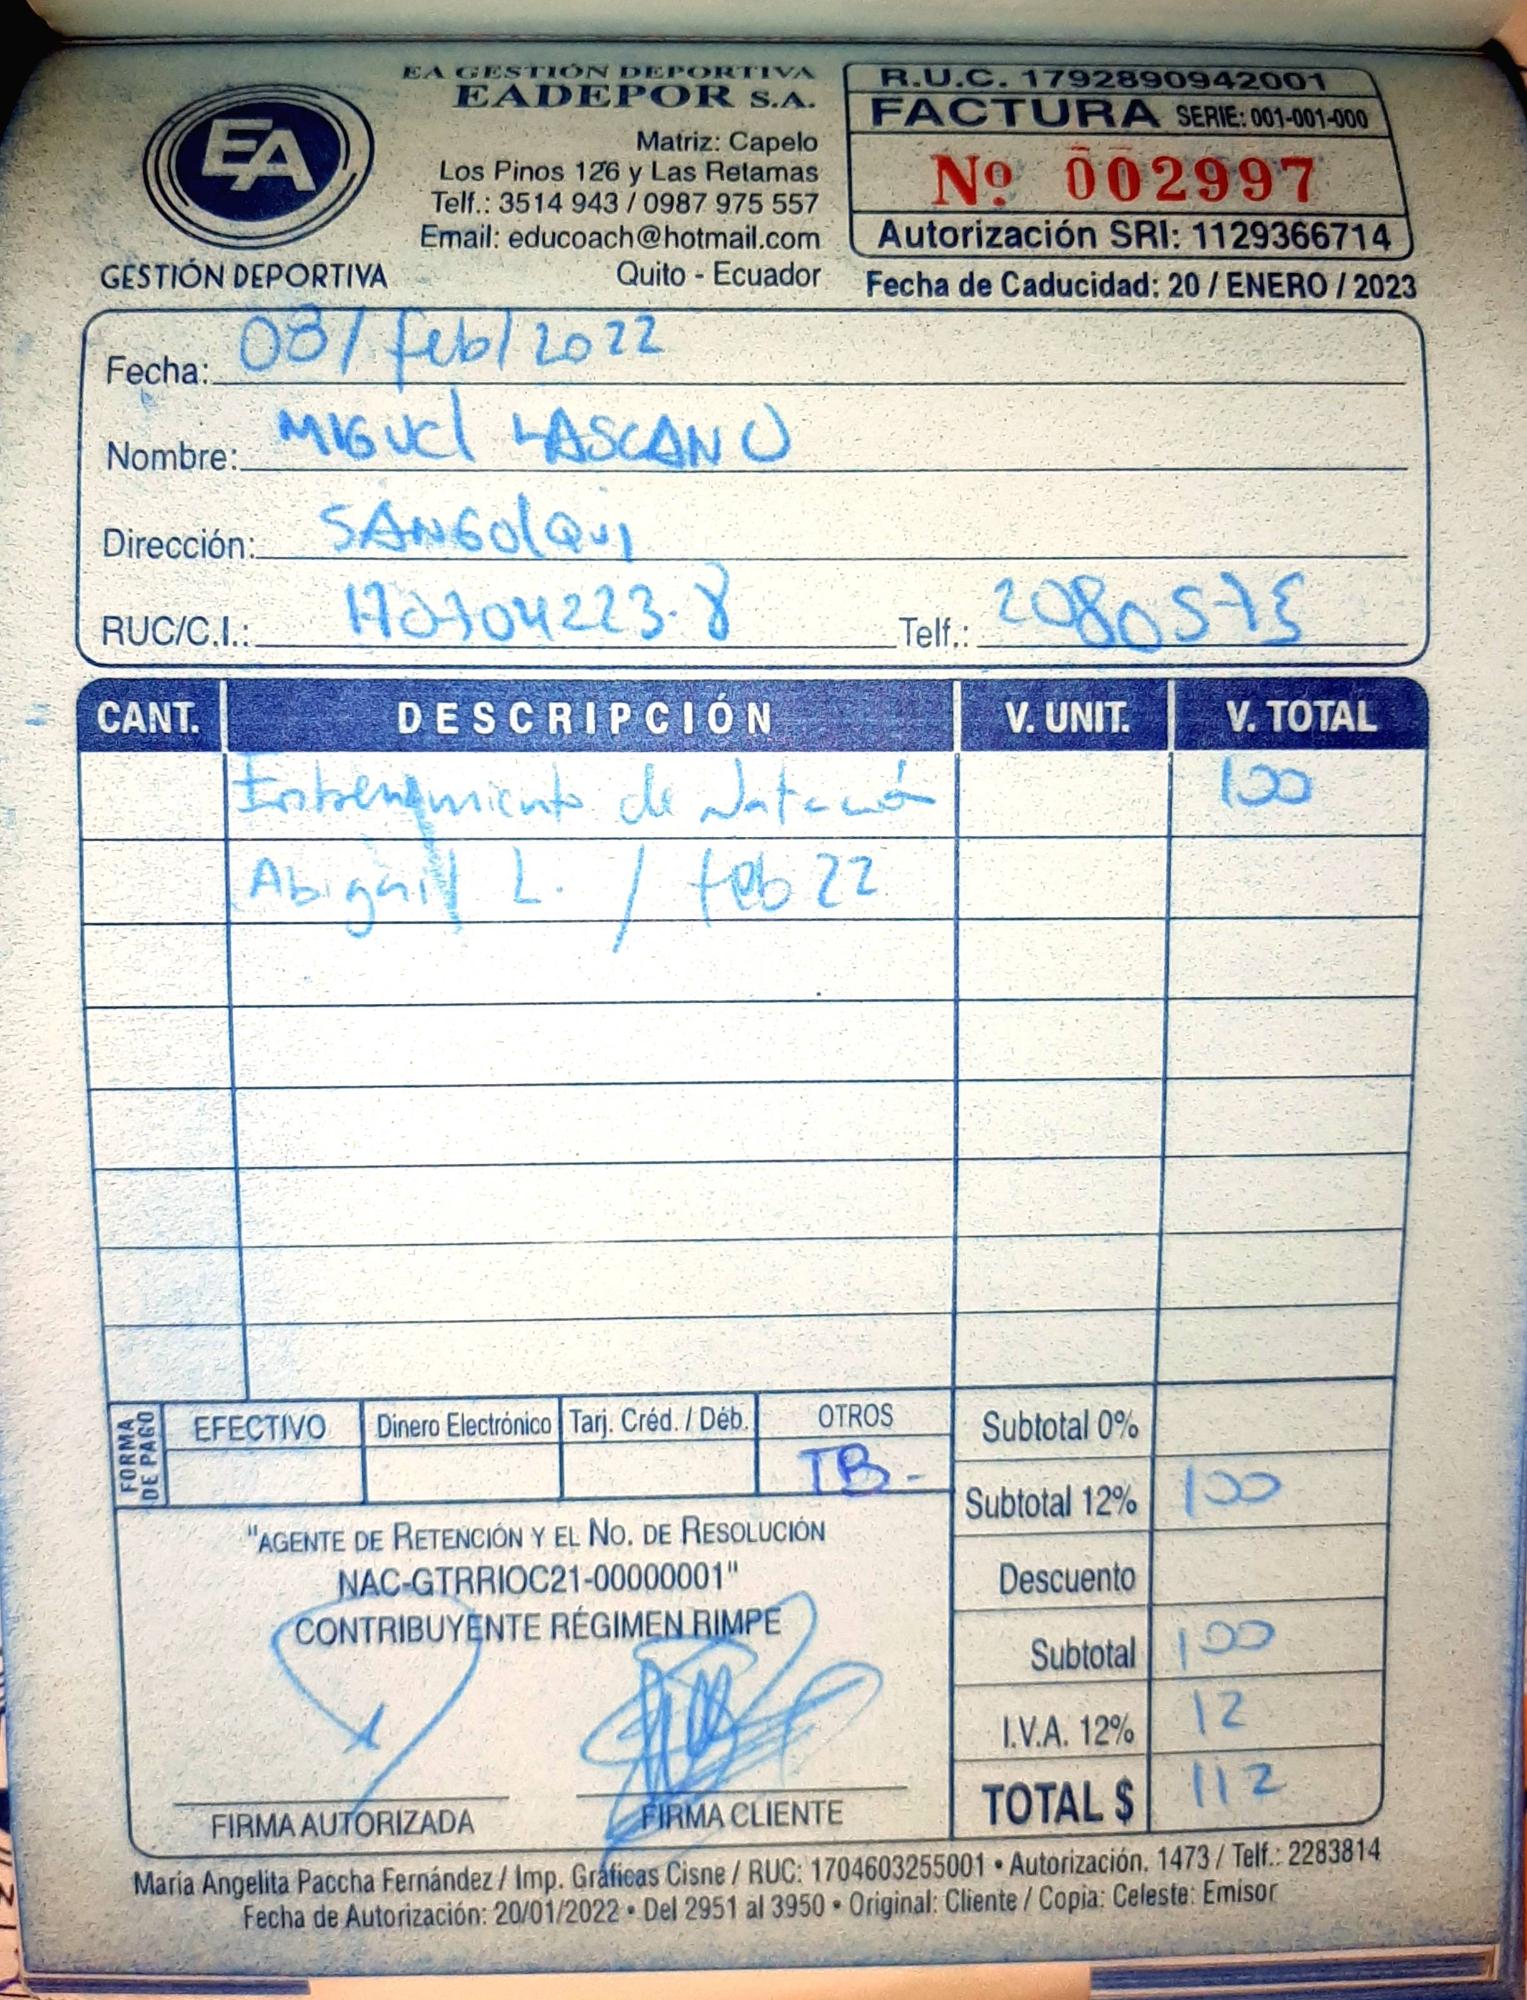 EA GESTIÓN DEPORTIVA
EADEPOR S.A.
Matriz: Capelo
Los Pinos 126 y Las Retamas
Telf.: 3514 943 / 0987 975 557
Email: educoach@hotmail.com
Quito - Ecuador
EA
GESTIÓN DEPORTIVA
R.U.C. 1792890942001
FACTURA SERIE: 001-001-000
Nº 002997
Autorización SRI: 1129366714
Fecha de Caducidad: 20 / ENERO / 2023
Fecha: 08/feb/2022
Nombre: MIGUEL LASCANO
Dirección: SANGOLQUI
RUC/C.I.: 170704223-8 Telf.: 2080575
CANT. DESCRIPCIÓN V. UNIT. V. TOTAL
Entrenamiento de Natación 100
Abigail L. / feb 22
FORMA DE PAGO EFECTIVO Dinero Electrónico Tarj. Créd. / Déb. OTROS
TB-
Subtotal 0%
Subtotal 12% 100
Descuento
Subtotal 100
I.V.A. 12% 12
TOTAL $ 112
"AGENTE DE RETENCIÓN Y EL NO. DE RESOLUCIÓN
NAC-GTRRIOC21-00000001"
CONTRIBUYENTE RÉGIMEN RIMPE
FIRMA AUTORIZADA FIRMA CLIENTE
María Angelita Paccha Fernández / Imp. Gráficas Cisne / RUC: 1704603255001 • Autorización. 1473 / Telf.: 2283814
Fecha de Autorización: 20/01/2022 • Del 2951 al 3950 • Original: Cliente / Copia: Celeste: Emisor